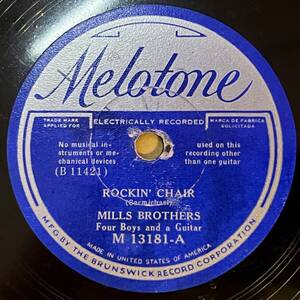 Melotone
TRADE MARK
APPLIED FOR
ELECTRICALLY RECORDED
MARCA DE FABRICA
SOLICITADA
No musical in-
struments or me-
chanical devices
(B 11421)
used on this
recording other
than one guitar
ROCKIN' CHAIR
(Carmichael)
MILLS BROTHERS
Four Boys and a Guitar
M 13181-A
MADE IN UNITED STATES OF AMERICA
MF'D BY THE BRUNSWICK RECORD CORPORATION